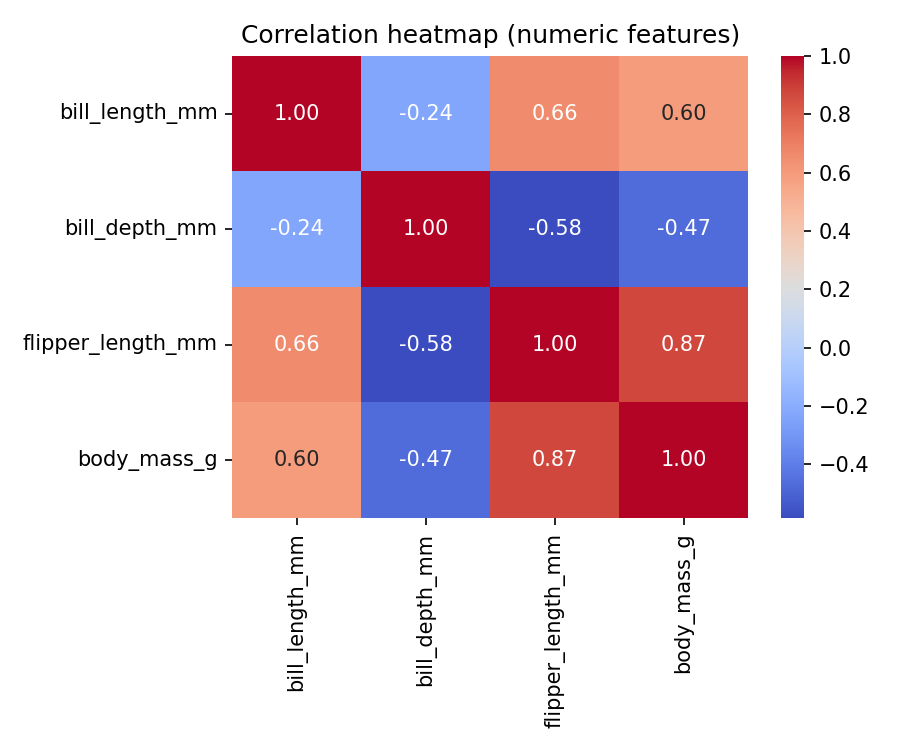 Correlation heatmap (numeric features)
bill_length_mm 1.00 -0.24 0.66 0.60
bill_depth_mm -0.24 1.00 -0.58 -0.47
flipper_length_mm 0.66 -0.58 1.00 0.87
body_mass_g 0.60 -0.47 0.87 1.00
bill_length_mm
bill_depth_mm
flipper_length_mm
body_mass_g
1.0
0.8
0.6
0.4
0.2
0.0
−0.2
−0.4